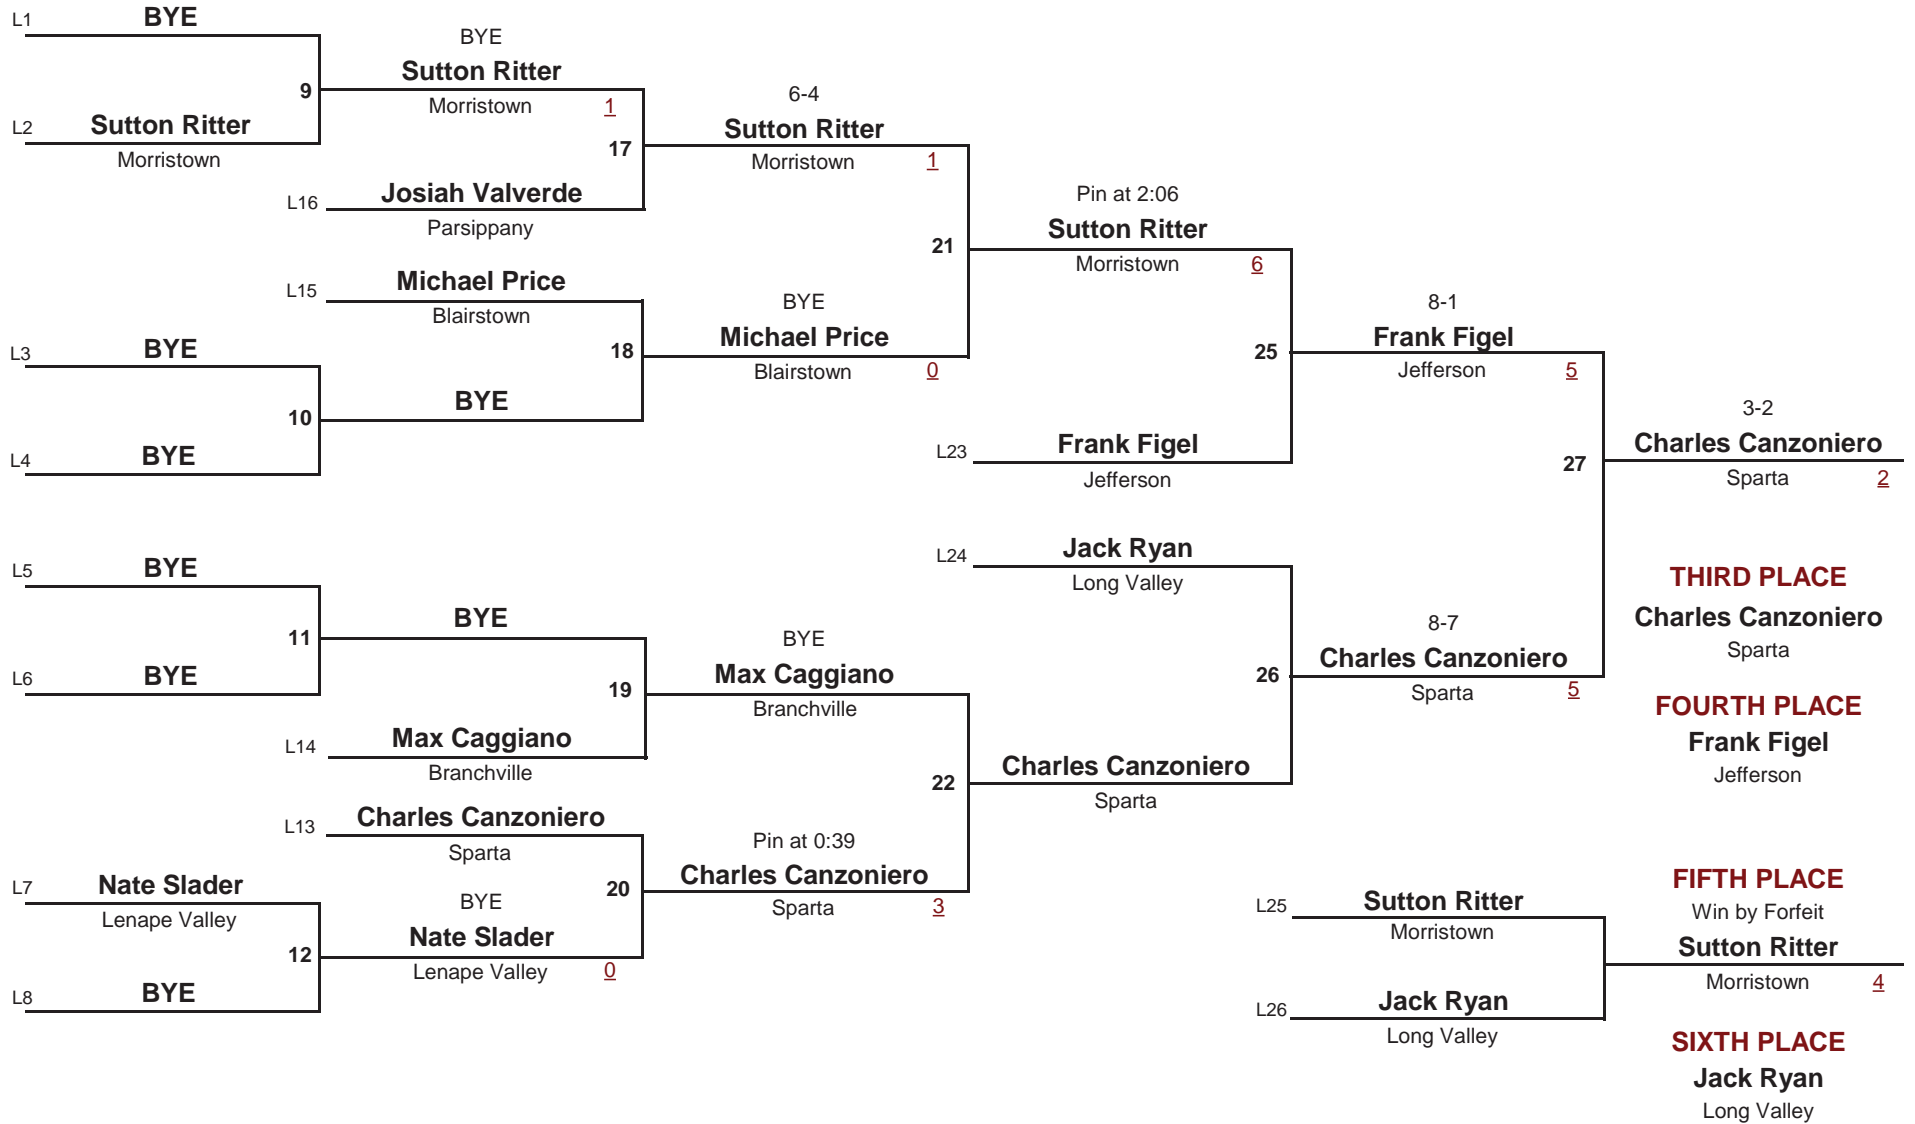 L1 BYE
9
L2 Sutton Ritter
Morristown
BYE
Sutton Ritter
Morristown 1
17
L16 Josiah Valverde
Parsippany
6-4
Sutton Ritter
Morristown 1
L15 Michael Price
Blairstown
18
L3 BYE
10
L4 BYE
BYE
BYE
Michael Price
Blairstown 0
21
Pin at 2:06
Sutton Ritter
Morristown 6
25
L23 Frank Figel
Jefferson
8-1
Frank Figel
Jefferson 5
27
3-2
Charles Canzoniero
Sparta 2
L5 BYE
11
L6 BYE
BYE
19
L14 Max Caggiano
Branchville
BYE
Max Caggiano
Branchville
22
L13 Charles Canzoniero
Sparta
20
L7 Nate Slader
Lenape Valley
12
L8 BYE
BYE
Nate Slader
Lenape Valley 0
Pin at 0:39
Charles Canzoniero
Sparta 3
L24 Jack Ryan
Long Valley
26
Charles Canzoniero
Sparta
8-7
Charles Canzoniero
Sparta 5
THIRD PLACE
Charles Canzoniero
Sparta
FOURTH PLACE
Frank Figel
Jefferson
L25 Sutton Ritter
Morristown
L26 Jack Ryan
Long Valley
FIFTH PLACE
Win by Forfeit
Sutton Ritter
Morristown 4
SIXTH PLACE
Jack Ryan
Long Valley